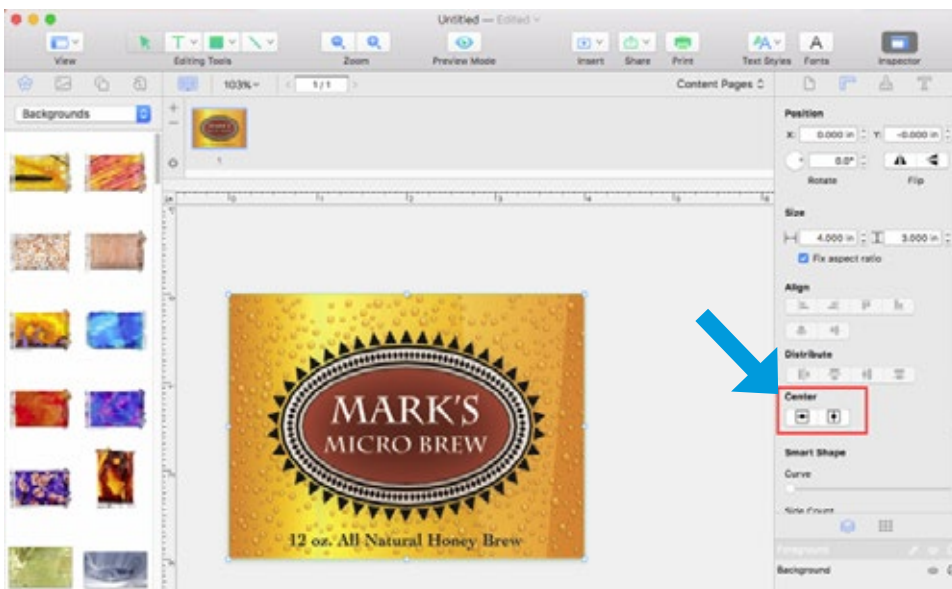 Untitled — Edited
View
Editing Tools
Zoom
Preview Mode
Insert
Share
Print
Text Styles
Fonts
Inspector
103%
1/1
Content Pages
Backgrounds
1
Position
X: 0.000 in Y: -0.000 in
0.0°
Rotate Flip
Size
4.000 in 3.000 in
Fix aspect ratio
Align
Distribute
Center
Smart Shape
Curve
Side Count
Foreground
Background
MARK'S
MICRO BREW
12 oz. All Natural Honey Brew